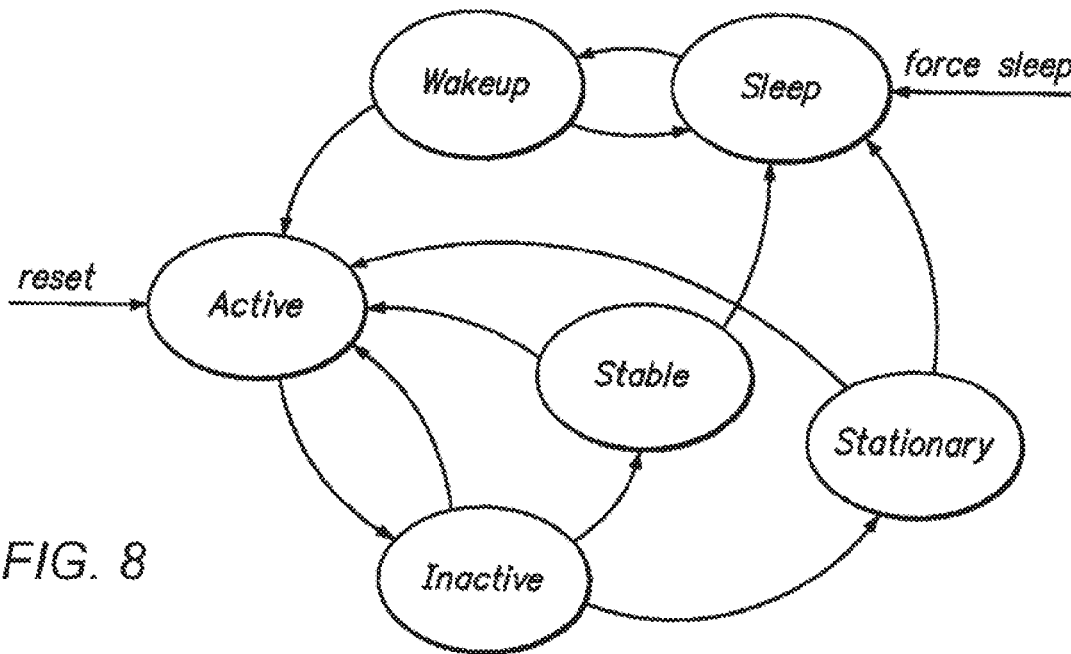 Wakeup
Sleep
force sleep
reset
Active
Stable
Stationary
Inactive
FIG. 8